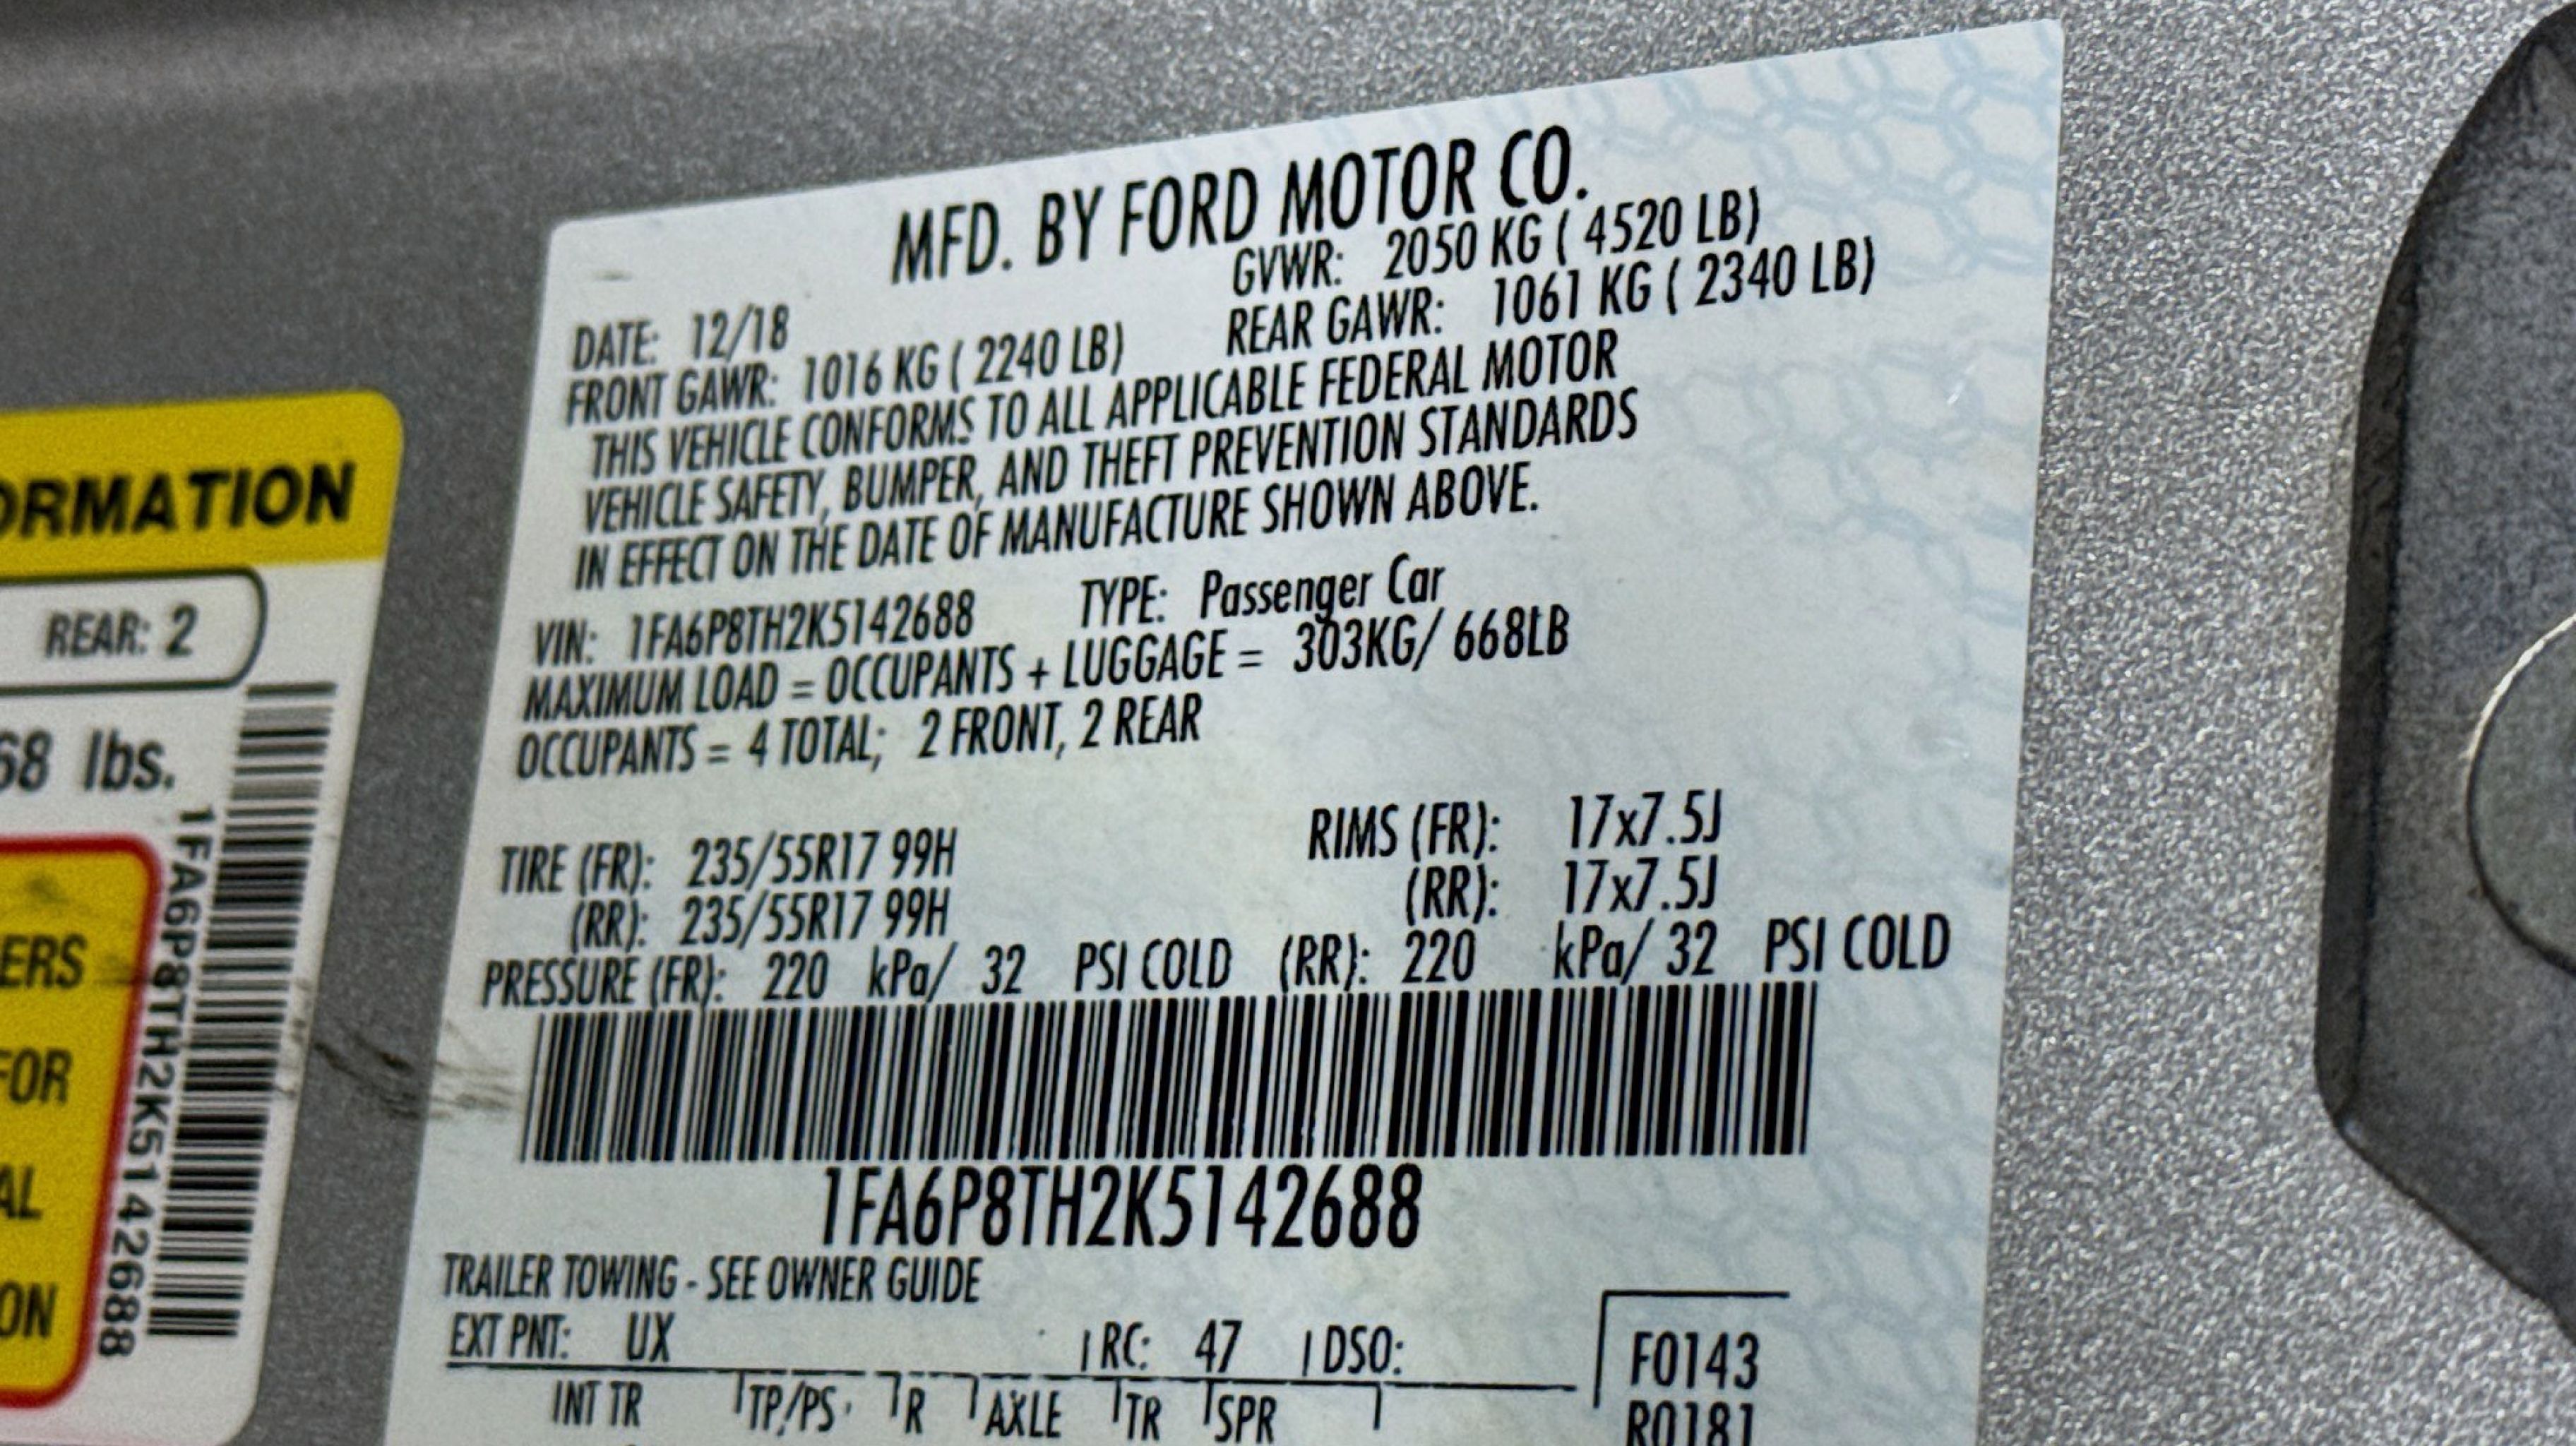 ORMATION
REAR: 2
68 lbs.
1FA6P8TH2K5142688
ERS
FOR
AL
ON
MFD. BY FORD MOTOR CO.
DATE: 12/18 GVWR: 2050 KG ( 4520 LB)
FRONT GAWR: 1016 KG ( 2240 LB) REAR GAWR: 1061 KG ( 2340 LB)
THIS VEHICLE CONFORMS TO ALL APPLICABLE FEDERAL MOTOR
VEHICLE SAFETY, BUMPER, AND THEFT PREVENTION STANDARDS
IN EFFECT ON THE DATE OF MANUFACTURE SHOWN ABOVE.
VIN: 1FA6P8TH2K5142688 TYPE: Passenger Car
MAXIMUM LOAD = OCCUPANTS + LUGGAGE = 303KG/ 668LB
OCCUPANTS = 4 TOTAL; 2 FRONT, 2 REAR
TIRE (FR): 235/55R17 99H RIMS (FR): 17x7.5J
(RR): 235/55R17 99H (RR): 17x7.5J
PRESSURE (FR): 220 kPa/ 32 PSI COLD (RR): 220 kPa/ 32 PSI COLD
1FA6P8TH2K5142688
TRAILER TOWING - SEE OWNER GUIDE
EXT PNT: UX RC: 47 DSO:
INT TR TP/PS R AXLE TR SPR
F0143
R0181